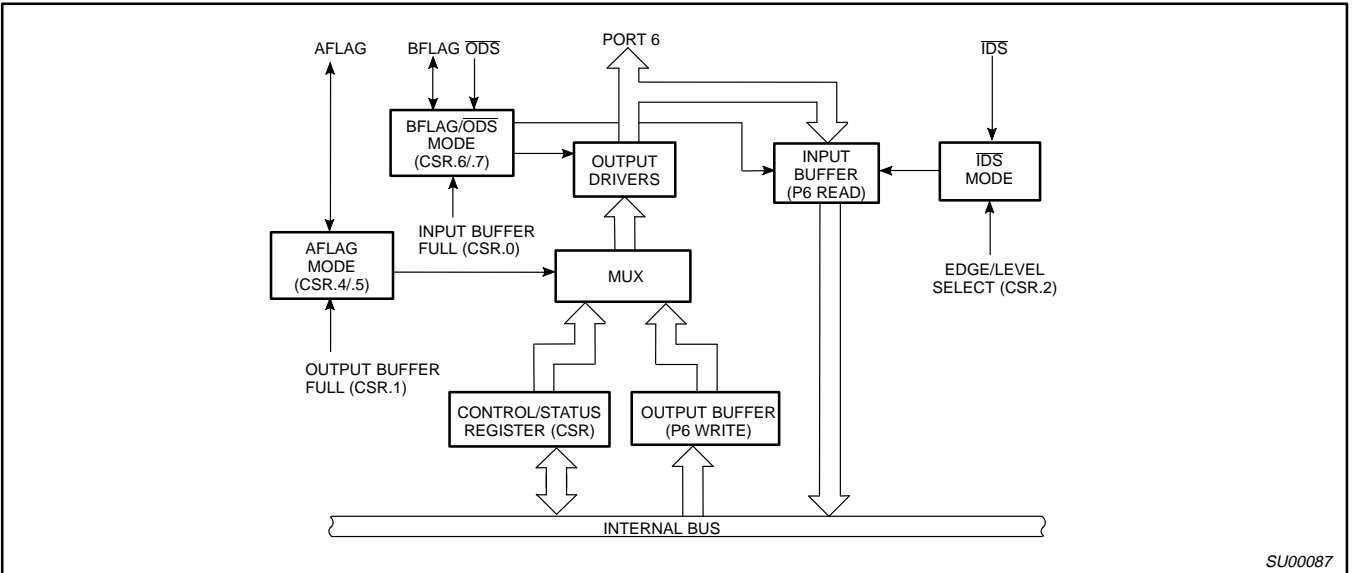 AFLAG
BFLAG ODS
PORT 6
IDS
BFLAG/ODS
MODE
(CSR.6/.7)
OUTPUT
DRIVERS
INPUT
BUFFER
(P6 READ)
IDS
MODE
INPUT BUFFER
FULL (CSR.0)
AFLAG
MODE
(CSR.4/.5)
MUX
EDGE/LEVEL
SELECT (CSR.2)
OUTPUT BUFFER
FULL (CSR.1)
CONTROL/STATUS
REGISTER (CSR)
OUTPUT BUFFER
(P6 WRITE)
INTERNAL BUS
SU00087